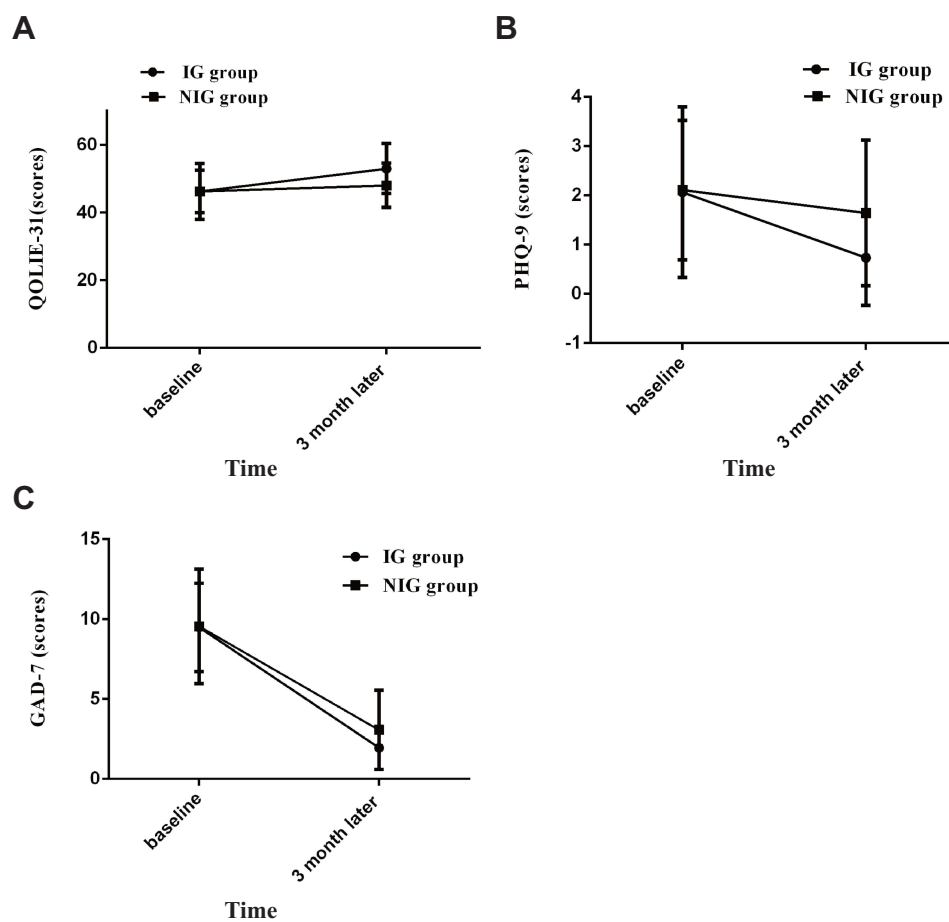 A
IG group
NIG group
QOLIE-31(scores)
60
40
20
0
baseline
3 month later
Time
B
IG group
NIG group
PHQ-9 (scores)
4
3
2
1
0
-1
baseline
3 month later
Time
C
IG group
NIG group
GAD-7 (scores)
15
10
5
0
baseline
3 month later
Time